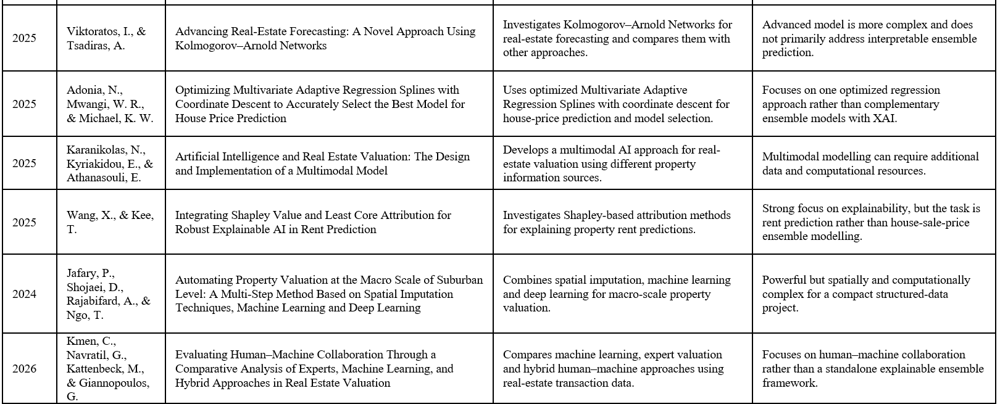 2025
Viktoratos, I., &
Tsadiras, A.
Advancing Real-Estate Forecasting: A Novel Approach Using
Kolmogorov–Arnold Networks
Investigates Kolmogorov–Arnold Networks for
real-estate forecasting and compares them with
other approaches.
Advanced model is more complex and does
not primarily address interpretable ensemble
prediction.
2025
Adonia, N.,
Mwangi, W. R.,
& Michael, K. W.
Optimizing Multivariate Adaptive Regression Splines with
Coordinate Descent to Accurately Select the Best Model for
House Price Prediction
Uses optimized Multivariate Adaptive
Regression Splines with coordinate descent for
house-price prediction and model selection.
Focuses on one optimized regression
approach rather than complementary
ensemble models with XAI.
2025
Karanikolas, N.,
Kyriakidou, E., &
Athanasouli, E.
Artificial Intelligence and Real Estate Valuation: The Design
and Implementation of a Multimodal Model
Develops a multimodal AI approach for real-
estate valuation using different property
information sources.
Multimodal modelling can require additional
data and computational resources.
2025
Wang, X., & Kee,
T.
Integrating Shapley Value and Least Core Attribution for
Robust Explainable AI in Rent Prediction
Investigates Shapley-based attribution methods
for explaining property rent predictions.
Strong focus on explainability, but the task is
rent prediction rather than house-sale-price
ensemble modelling.
2024
Jafary, P.,
Shojaei, D.,
Rajabifard, A., &
Ngo, T.
Automating Property Valuation at the Macro Scale of Suburban
Level: A Multi-Step Method Based on Spatial Imputation
Techniques, Machine Learning and Deep Learning
Combines spatial imputation, machine learning
and deep learning for macro-scale property
valuation.
Powerful but spatially and computationally
complex for a compact structured-data
project.
2026
Kmen, C.,
Navratil, G.,
Kattenbeck, M.,
& Giannopoulos,
G.
Evaluating Human–Machine Collaboration Through a
Comparative Analysis of Experts, Machine Learning, and
Hybrid Approaches in Real Estate Valuation
Compares machine learning, expert valuation
and hybrid human–machine approaches using
real-estate transaction data.
Focuses on human–machine collaboration
rather than a standalone explainable ensemble
framework.